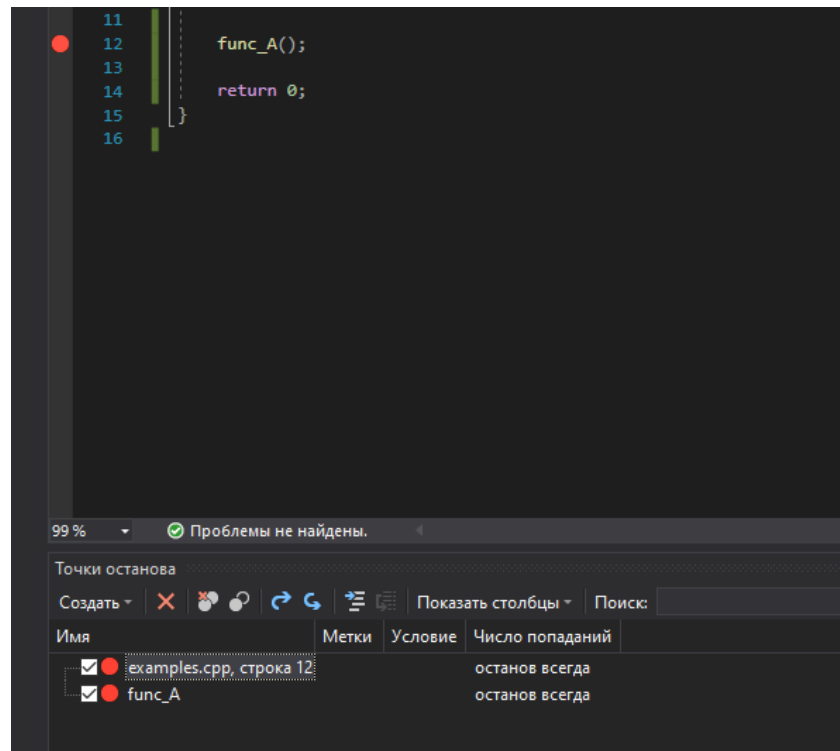 11
12 func_A();
13
14 return 0;
15 }
16
99 % Проблемы не найдены.
Точки останова
Создать Показать столбцы Поиск:
Имя Метки Условие Число попаданий
examples.cpp, строка 12 останов всегда
func_A останов всегда